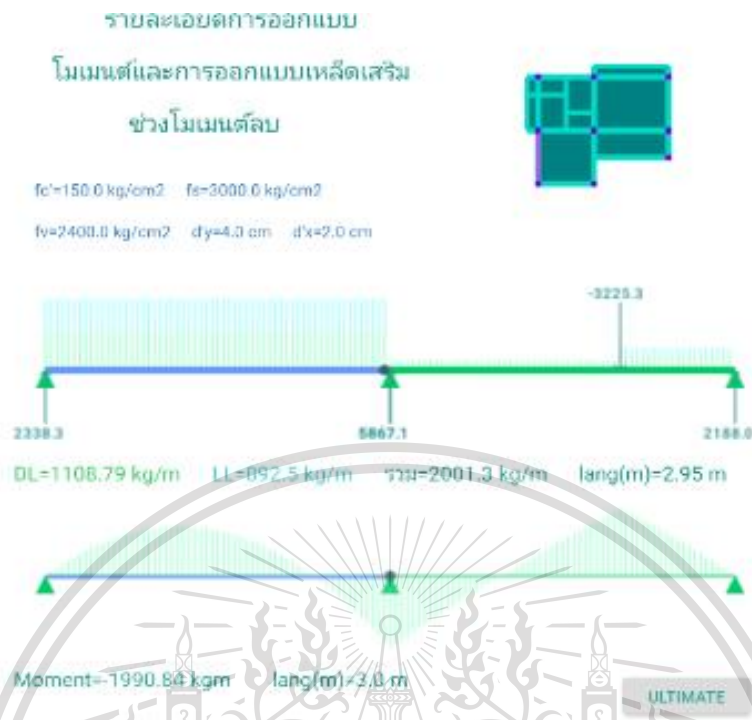 รายละเอียดการออกแบบ
โมเมนต์และการออกแบบเหล็กเสริม
ช่วงโมเมนต์ลบ
fc'=150.0 kg/cm2 fs=3000.0 kg/cm2
fv=2400.0 kg/cm2 d'y=4.0 cm d'x=2.0 cm
-3225.3
2338.3 5867.1 2188.0
DL=1108.79 kg/m LL=892.5 kg/m รวม=2001.3 kg/m lang(m)=2.95 m
Moment=-1990.84 kgm lang(m)=3.0 m
ULTIMATE